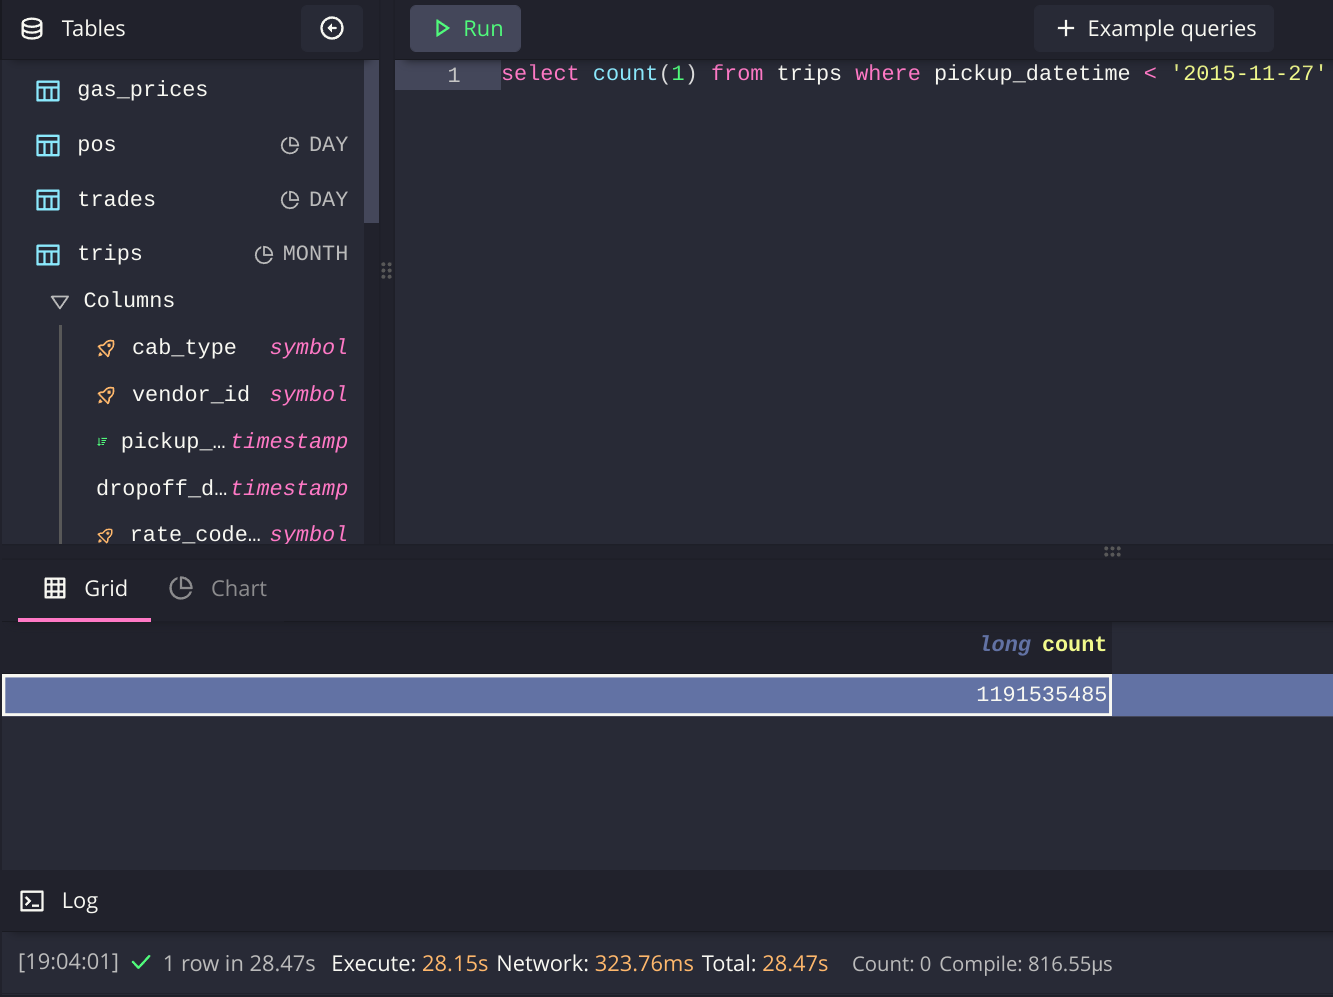 Tables
Run
Example queries
gas_prices
pos DAY
trades DAY
trips MONTH
Columns
cab_type symbol
vendor_id symbol
pickup_… timestamp
dropoff_d… timestamp
rate_code… symbol
1 select count(1) from trips where pickup_datetime < '2015-11-27'
Grid Chart
long count
1191535485
Log
[19:04:01] 1 row in 28.47s Execute: 28.15s Network: 323.76ms Total: 28.47s Count: 0 Compile: 816.55µs